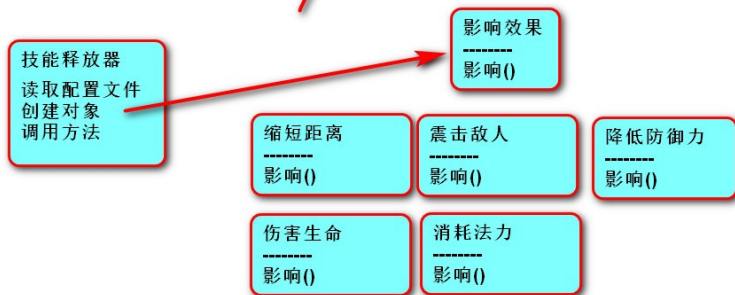 影响效果
--------
影响()
技能释放器
读取配置文件
创建对象
调用方法
缩短距离
--------
影响()
震击敌人
--------
影响()
降低防御力
--------
影响()
伤害生命
--------
影响()
消耗法力
--------
影响()